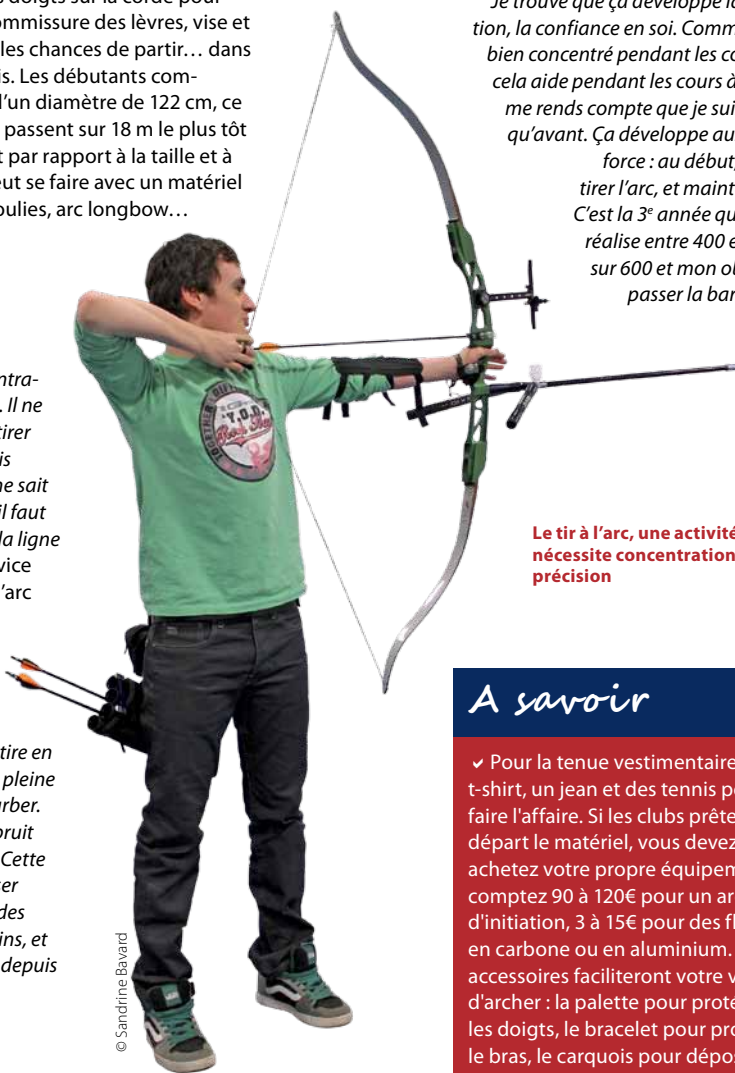 doigts sur la corde pour
commissure des lèvres, vise et
les chances de partir… dans
is. Les débutants com-
d'un diamètre de 122 cm, ce
passent sur 18 m le plus tôt
t par rapport à la taille et à
eut se faire avec un matériel
oulies, arc longbow…
ntra-
. Il ne
tirer
is
ne sait
il faut
la ligne
vice
'arc
tire en
pleine
rber.
bruit
Cette
ser
des
ins, et
depuis
© Sandrine Bavard
TOGETHER
Y.O.D.
Je trouve que ça développe la
tion, la confiance en soi. Comm
bien concentré pendant les co
cela aide pendant les cours à
me rends compte que je sui
qu'avant. Ça développe au
force : au début,
tirer l'arc, et maint
C'est la 3e année qu
réalise entre 400 e
sur 600 et mon ob
passer la bar
Le tir à l'arc, une activité
nécessite concentration
précision
A savoir
Pour la tenue vestimentaire
t-shirt, un jean et des tennis pe
faire l'affaire. Si les clubs prête
départ le matériel, vous devez
achetez votre propre équipem
comptez 90 à 120€ pour un ar
d'initiation, 3 à 15€ pour des fl
en carbone ou en aluminium.
accessoires faciliteront votre v
d'archer : la palette pour proté
les doigts, le bracelet pour pro
le bras, le carquois pour dépos